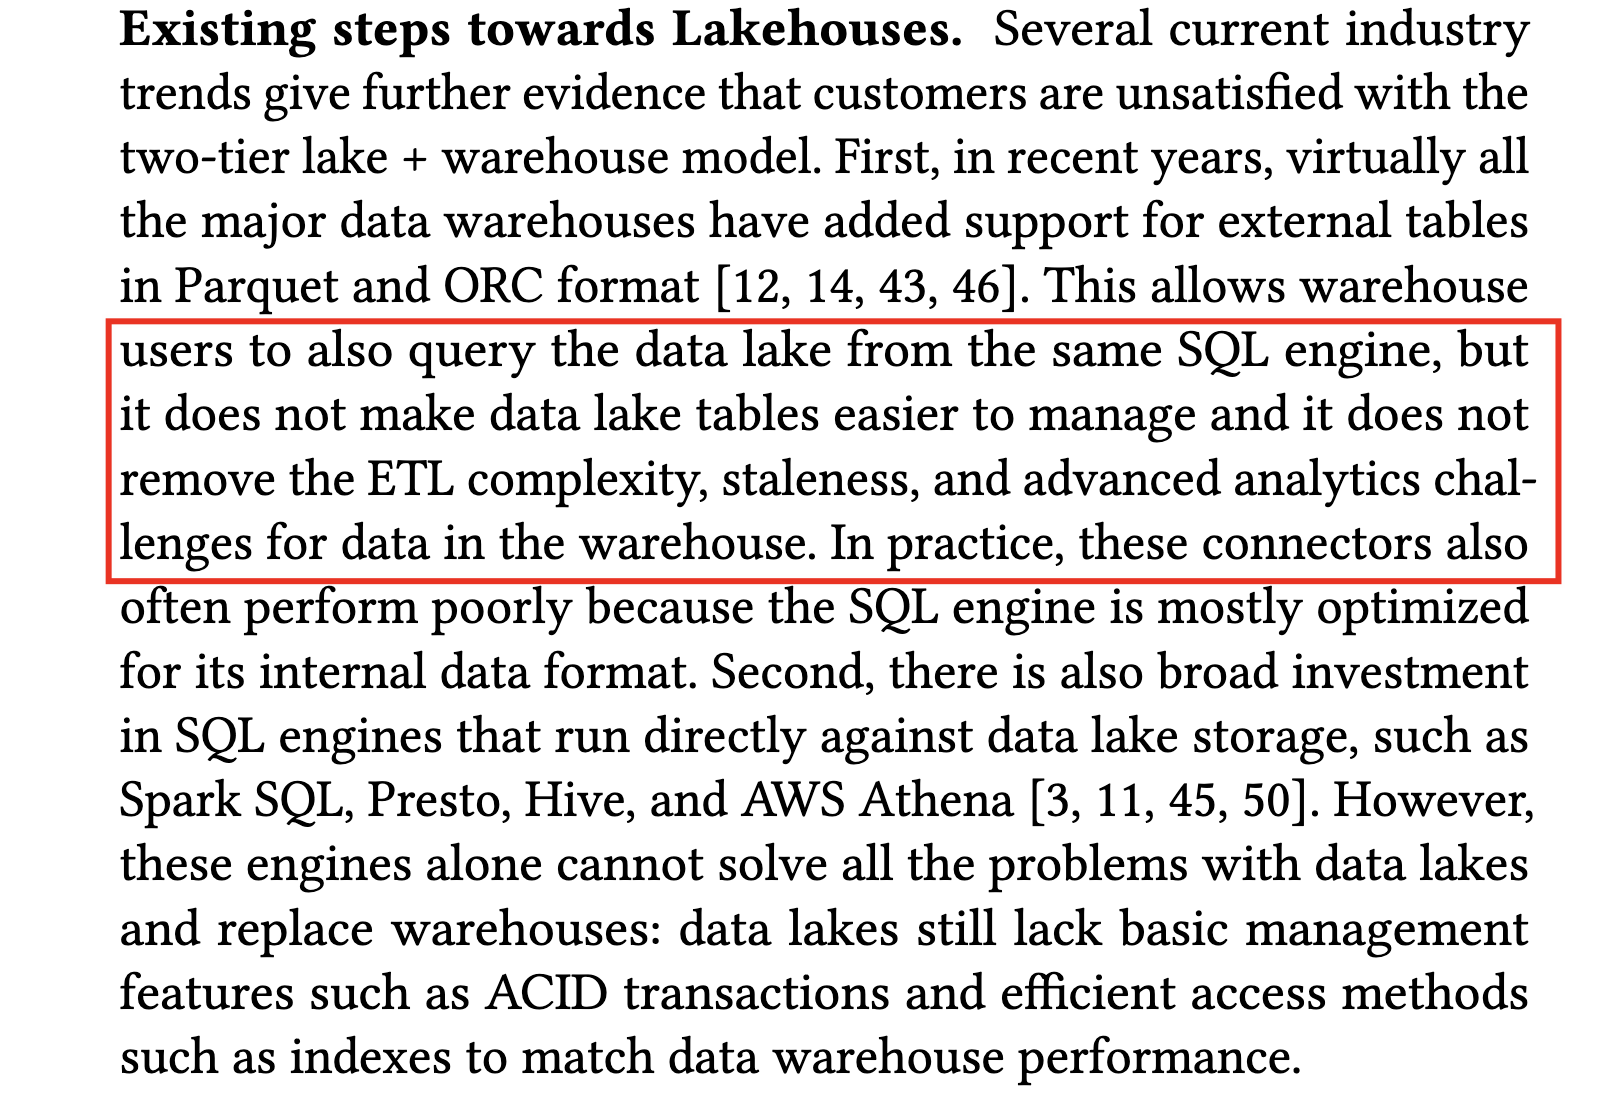 Existing steps towards Lakehouses. Several current industry
trends give further evidence that customers are unsatisfied with the
two-tier lake + warehouse model. First, in recent years, virtually all
the major data warehouses have added support for external tables
in Parquet and ORC format [12, 14, 43, 46]. This allows warehouse
users to also query the data lake from the same SQL engine, but
it does not make data lake tables easier to manage and it does not
remove the ETL complexity, staleness, and advanced analytics chal-
lenges for data in the warehouse. In practice, these connectors also
often perform poorly because the SQL engine is mostly optimized
for its internal data format. Second, there is also broad investment
in SQL engines that run directly against data lake storage, such as
Spark SQL, Presto, Hive, and AWS Athena [3, 11, 45, 50]. However,
these engines alone cannot solve all the problems with data lakes
and replace warehouses: data lakes still lack basic management
features such as ACID transactions and efficient access methods
such as indexes to match data warehouse performance.